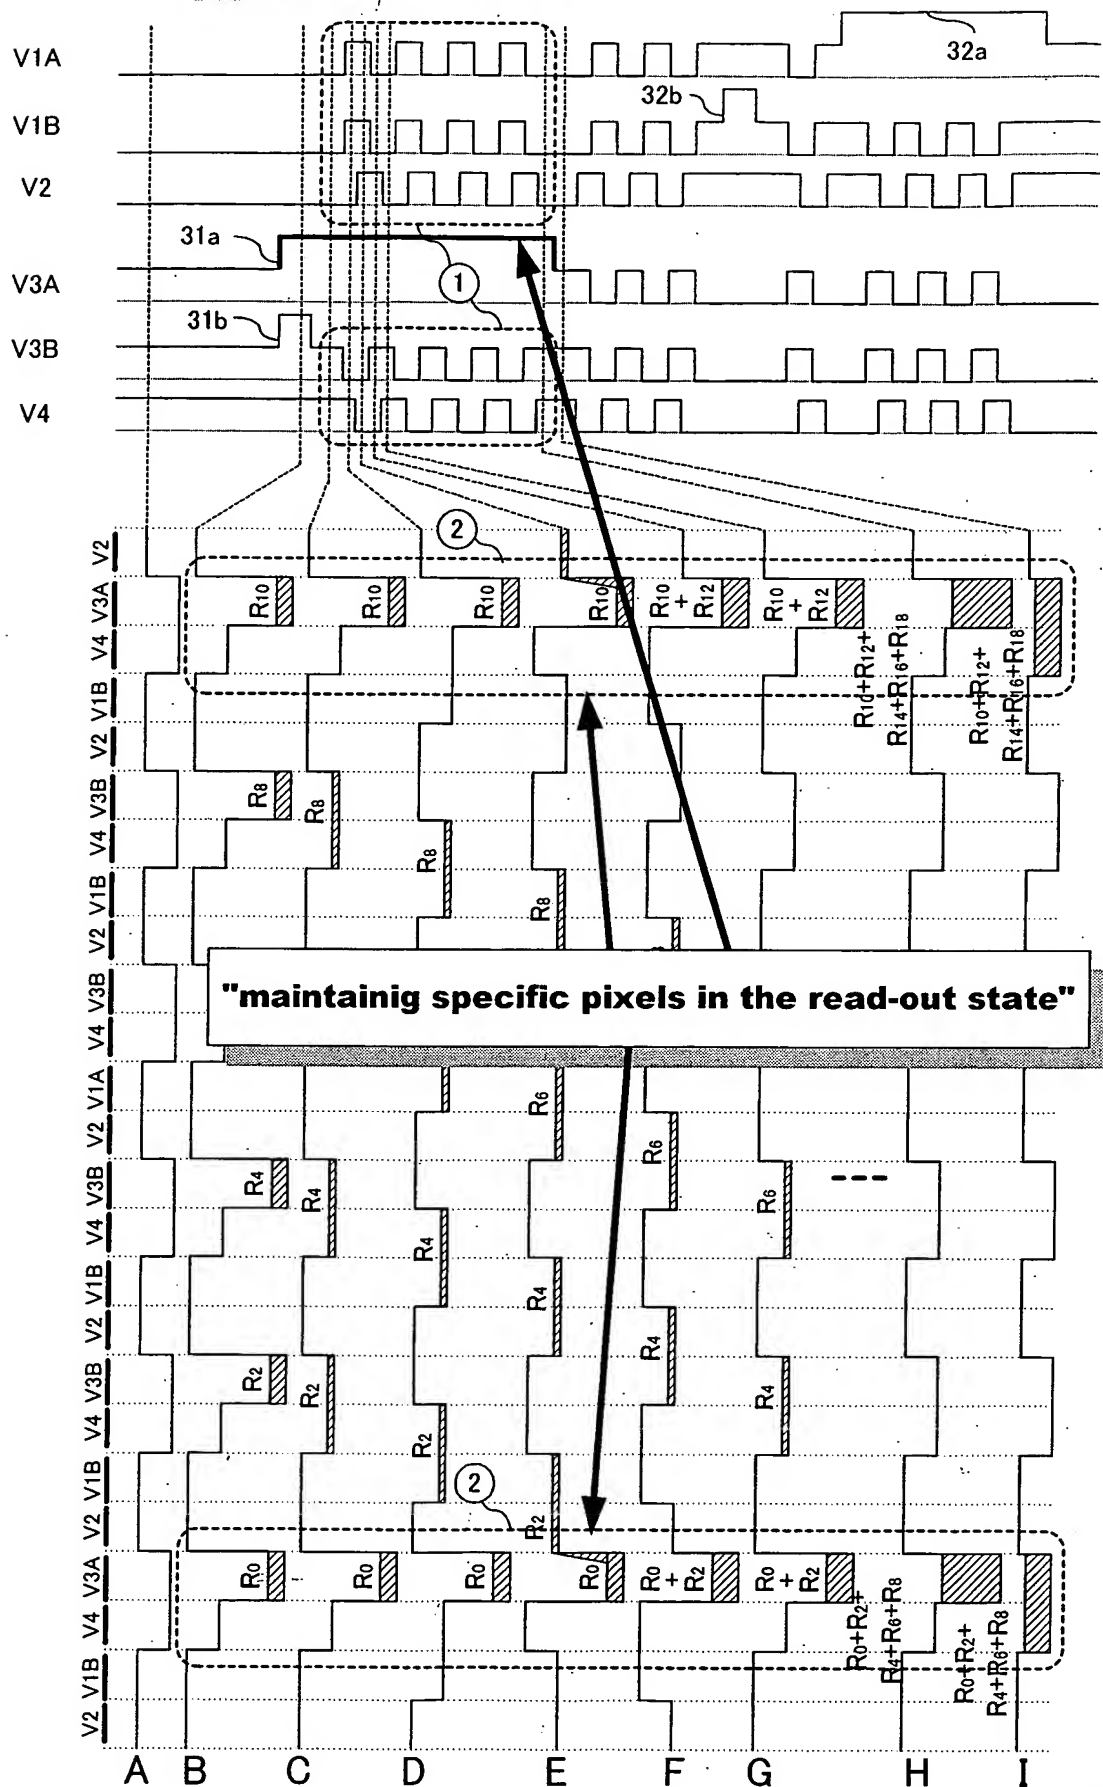 V1A
32a
32b
V1B
V2
31a
V3A
1
31b
V3B
V4
2
V2
V3A
R10
R10
R10
R10
R10 + R12
R10 + R12
R10+R12+
R14+R16+R18
R10+R12+
R14+R16+R18
V4
V1B
V2
V3B
R8
R8
V4
R8
V1B
R8
V2
V3B
"maintainig specific pixels in the read-out state"
V4
V1A
R6
V2
R6
V3B
R4
R4
R6
V4
R4
V1B
R4
V2
R4
V3B
R2
R2
R4
V4
R2
V1B
2
V2
R2
V3A
R0
R0
R0
R0
R0 + R2
R0 + R2
R0+R2+
R4+R6+R8
R0+R2+
R4+R6+R8
V4
V1B
V2
A B C D E F G H I